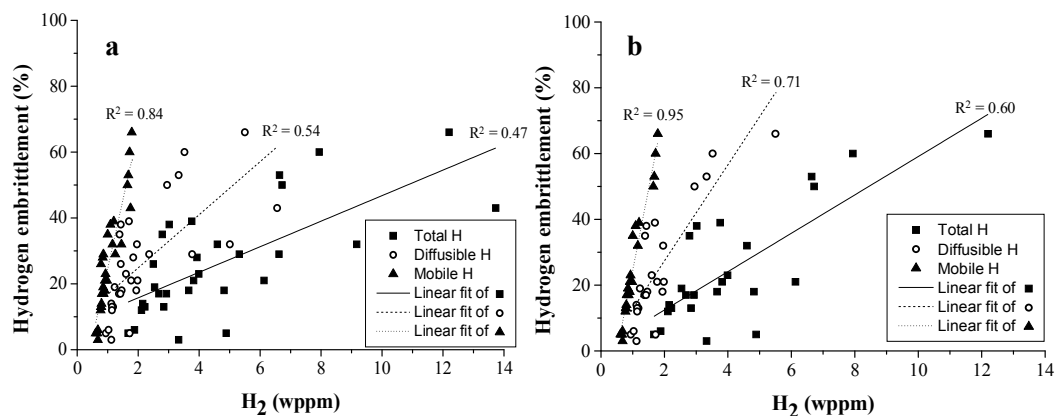 a
Hydrogen embrittlement (%)
100
80
60
40
20
0
R² = 0.84
R² = 0.54
R² = 0.47
Total H
Diffusible H
Mobile H
Linear fit of
Linear fit of
Linear fit of
0 2 4 6 8 10 12 14
H₂ (wppm)
b
Hydrogen embrittlement (%)
100
80
60
40
20
0
R² = 0.95
R² = 0.71
R² = 0.60
Total H
Diffusible H
Mobile H
Linear fit of
Linear fit of
Linear fit of
0 2 4 6 8 10 12 14
H₂ (wppm)